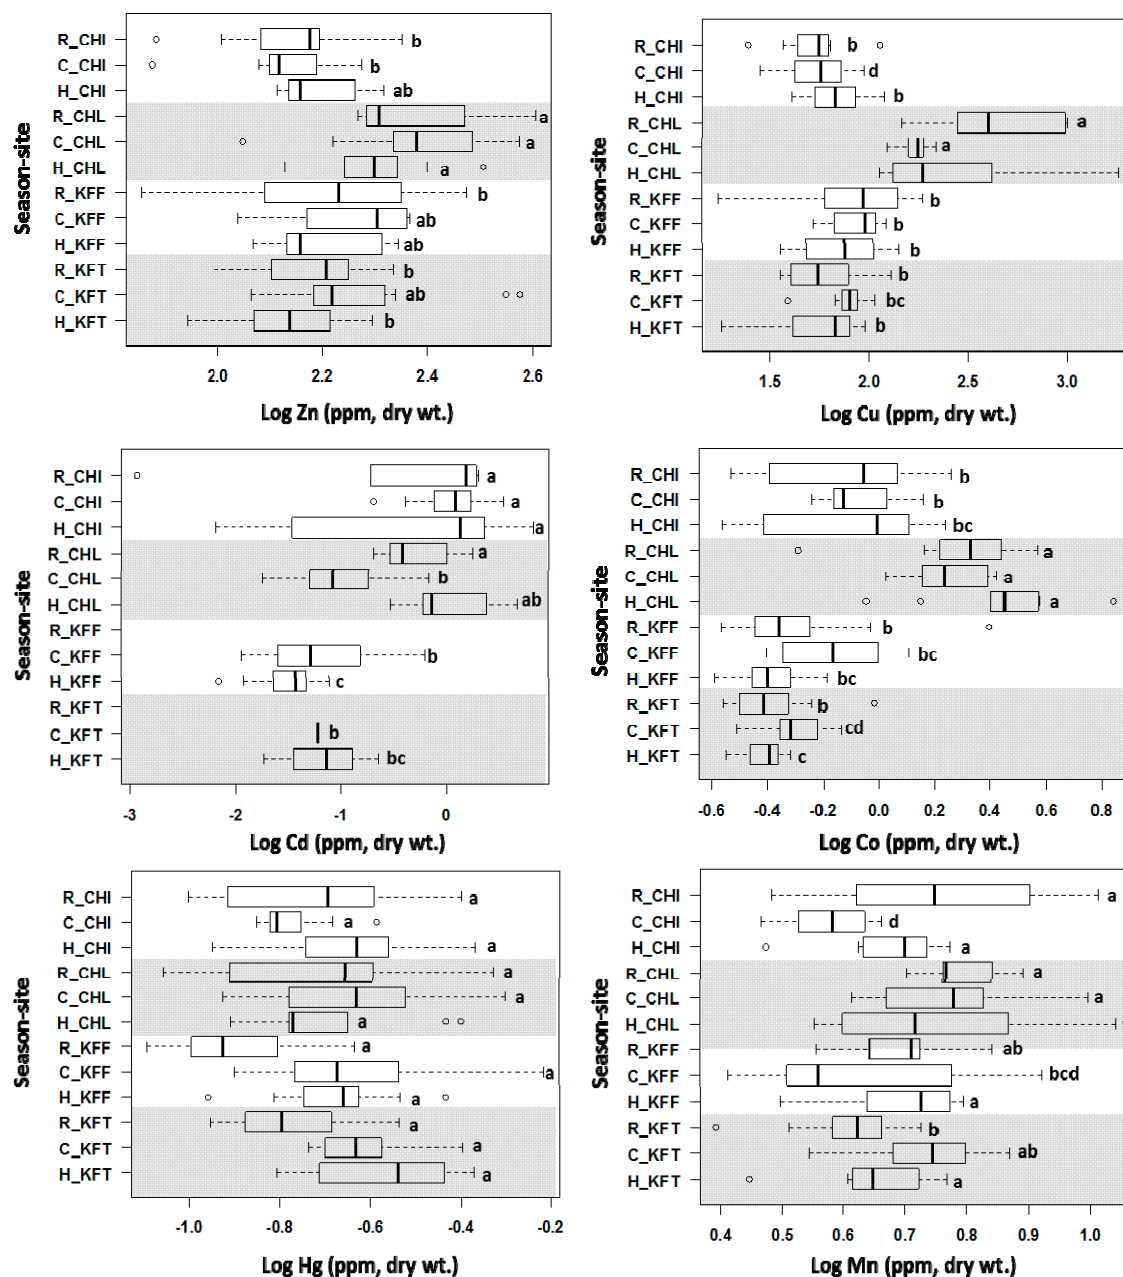 Season-site
R_CHI b
C_CHI b
H_CHI ab
R_CHL a
C_CHL a
H_CHL a
R_KFF b
C_KFF ab
H_KFF ab
R_KFT b
C_KFT ab
H_KFT b
2.0 2.2 2.4 2.6
Log Zn (ppm, dry wt.)
Season-site
R_CHI b
C_CHI d
H_CHI b
R_CHL a
C_CHL a
H_CHL
R_KFF b
C_KFF b
H_KFF b
R_KFT b
C_KFT bc
H_KFT b
1.5 2.0 2.5 3.0
Log Cu (ppm, dry wt.)
Season-site
R_CHI a
C_CHI a
H_CHI a
R_CHL a
C_CHL b
H_CHL ab
R_KFF
C_KFF b
H_KFF c
R_KFT
C_KFT b
H_KFT bc
-3 -2 -1 0
Log Cd (ppm, dry wt.)
Season-site
R_CHI b
C_CHI b
H_CHI bc
R_CHL a
C_CHL a
H_CHL a
R_KFF b
C_KFF bc
H_KFF bc
R_KFT b
C_KFT cd
H_KFT c
-0.6 -0.4 -0.2 0.0 0.2 0.4 0.6 0.8
Log Co (ppm, dry wt.)
Season-site
R_CHI a
C_CHI a
H_CHI a
R_CHL a
C_CHL a
H_CHL a
R_KFF a
C_KFF a
H_KFF a
R_KFT a
C_KFT a
H_KFT a
-1.0 -0.8 -0.6 -0.4 -0.2
Log Hg (ppm, dry wt.)
Season-site
R_CHI a
C_CHI d
H_CHI a
R_CHL a
C_CHL a
H_CHL
R_KFF ab
C_KFF bcd
H_KFF a
R_KFT b
C_KFT ab
H_KFT a
0.4 0.5 0.6 0.7 0.8 0.9 1.0
Log Mn (ppm, dry wt.)